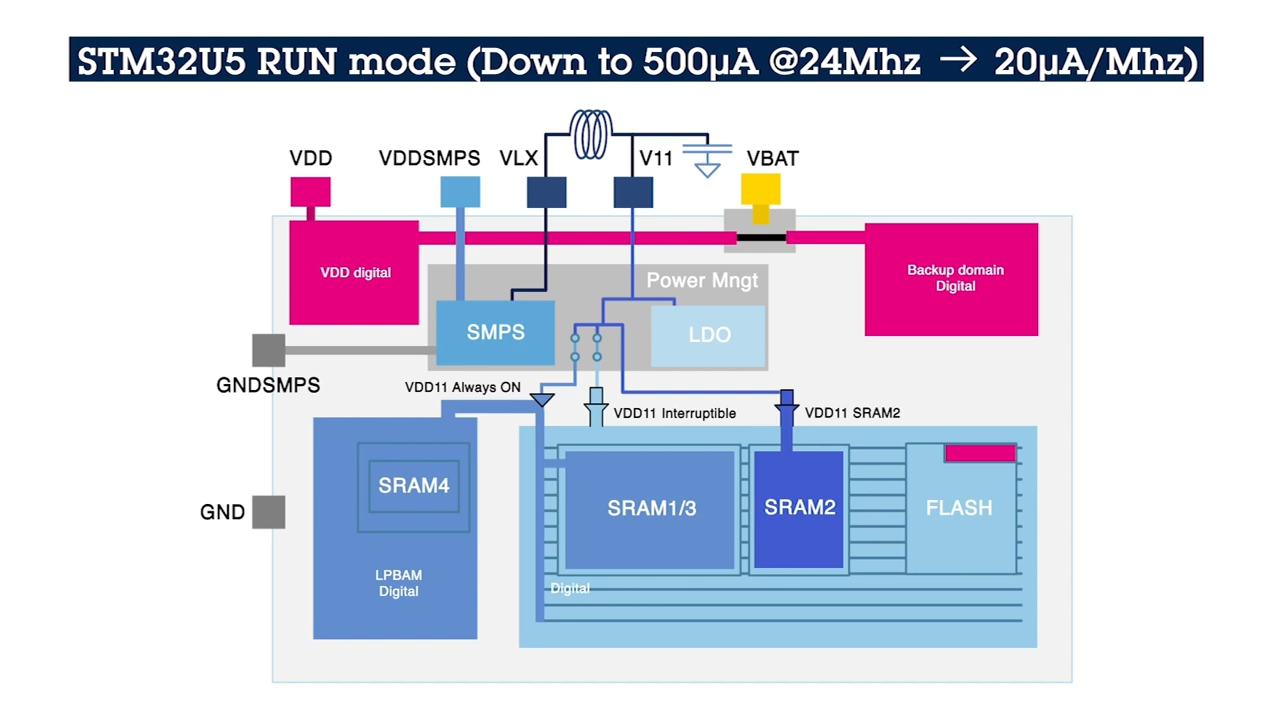 STM32U5 RUN mode (Down to 500µA @24Mhz → 20µA/Mhz)
VDD
VDDSMPS
VLX
V11
VBAT
VDD digital
Power Mngt
Backup domain
Digital
SMPS
LDO
GNDSMPS
VDD11 Always ON
VDD11 Interruptible
VDD11 SRAM2
SRAM4
SRAM1/3
SRAM2
FLASH
GND
LPBAM
Digital
Digital